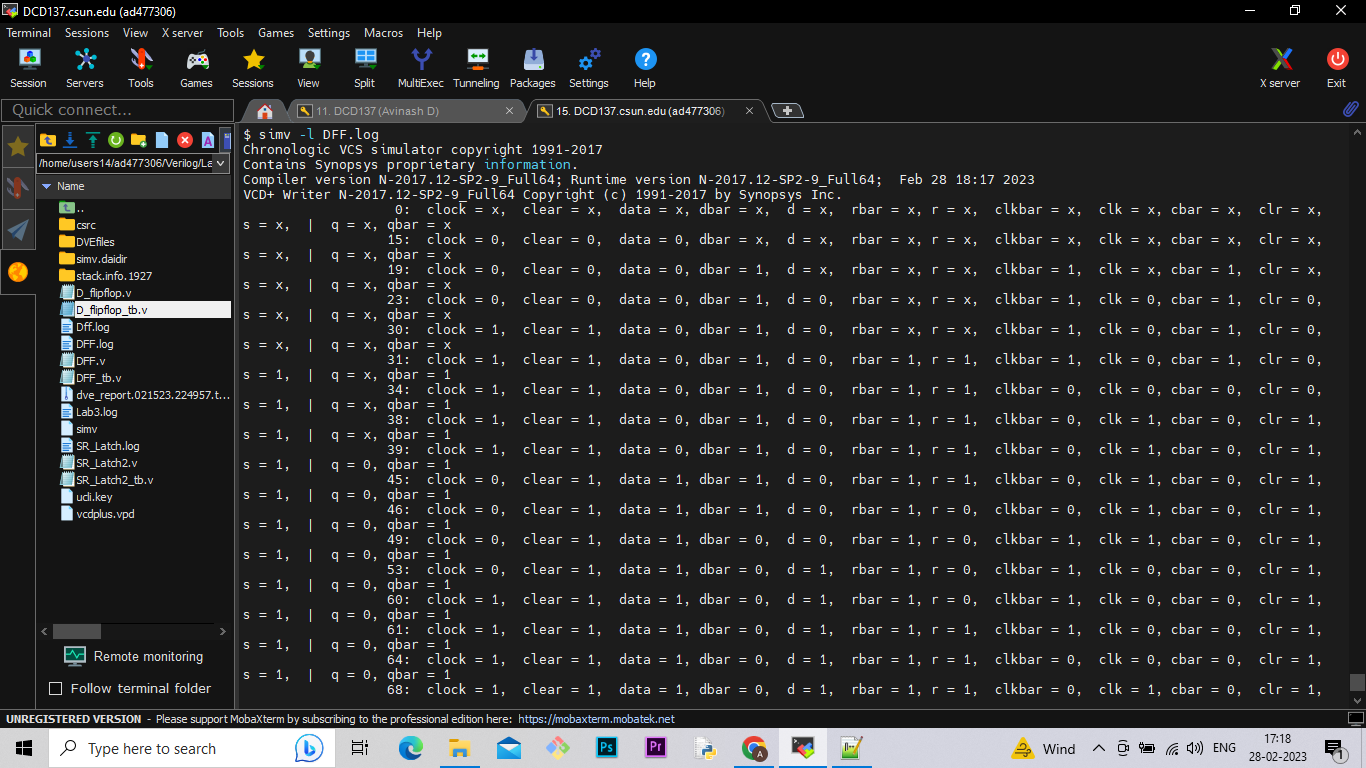 DCD137.csun.edu (ad477306)
Terminal Sessions View X server Tools Games Settings Macros Help
Session Servers Tools Games Sessions View Split MultiExec Tunneling Packages Settings Help X server Exit
Quick connect...
11. DCD137 (Avinash D)
15. DCD137.csun.edu (ad477306)
/home/users14/ad477306/Verilog/La
Name
..
csrc
DVEfiles
simv.daidir
stack.info.1927
D_flipflop.v
D_flipflop_tb.v
Dff.log
DFF.log
DFF.v
DFF_tb.v
dve_report.021523.224957.t...
Lab3.log
simv
SR_Latch.log
SR_Latch2.v
SR_Latch2_tb.v
ucli.key
vcdplus.vpd
Remote monitoring
Follow terminal folder
$ simv -l DFF.log
Chronologic VCS simulator copyright 1991-2017
Contains Synopsys proprietary information.
Compiler version N-2017.12-SP2-9_Full64; Runtime version N-2017.12-SP2-9_Full64;  Feb 28 18:17 2023
VCD+ Writer N-2017.12-SP2-9_Full64 Copyright (c) 1991-2017 by Synopsys Inc.
0:  clock = x,  clear = x,  data = x, dbar = x,  d = x,  rbar = x, r = x,  clkbar = x,  clk = x, cbar = x,  clr = x,
s = x,  |  q = x, qbar = x
15:  clock = 0,  clear = 0,  data = 0, dbar = x,  d = x,  rbar = x, r = x,  clkbar = x,  clk = x, cbar = x,  clr = x,
s = x,  |  q = x, qbar = x
19:  clock = 0,  clear = 0,  data = 0, dbar = 1,  d = x,  rbar = x, r = x,  clkbar = 1,  clk = x, cbar = 1,  clr = x,
s = x,  |  q = x, qbar = x
23:  clock = 0,  clear = 0,  data = 0, dbar = 1,  d = 0,  rbar = x, r = x,  clkbar = 1,  clk = 0, cbar = 1,  clr = 0,
s = x,  |  q = x, qbar = x
30:  clock = 1,  clear = 1,  data = 0, dbar = 1,  d = 0,  rbar = x, r = x,  clkbar = 1,  clk = 0, cbar = 1,  clr = 0,
s = x,  |  q = x, qbar = x
31:  clock = 1,  clear = 1,  data = 0, dbar = 1,  d = 0,  rbar = 1, r = 1,  clkbar = 1,  clk = 0, cbar = 1,  clr = 0,
s = 1,  |  q = x, qbar = 1
34:  clock = 1,  clear = 1,  data = 0, dbar = 1,  d = 0,  rbar = 1, r = 1,  clkbar = 0,  clk = 0, cbar = 0,  clr = 0,
s = 1,  |  q = x, qbar = 1
38:  clock = 1,  clear = 1,  data = 0, dbar = 1,  d = 0,  rbar = 1, r = 1,  clkbar = 0,  clk = 1, cbar = 0,  clr = 1,
s = 1,  |  q = x, qbar = 1
39:  clock = 1,  clear = 1,  data = 0, dbar = 1,  d = 0,  rbar = 1, r = 0,  clkbar = 0,  clk = 1, cbar = 0,  clr = 1,
s = 1,  |  q = 0, qbar = 1
45:  clock = 0,  clear = 1,  data = 1, dbar = 1,  d = 0,  rbar = 1, r = 0,  clkbar = 0,  clk = 1, cbar = 0,  clr = 1,
s = 1,  |  q = 0, qbar = 1
46:  clock = 0,  clear = 1,  data = 1, dbar = 1,  d = 0,  rbar = 1, r = 0,  clkbar = 0,  clk = 1, cbar = 0,  clr = 1,
s = 1,  |  q = 0, qbar = 1
49:  clock = 0,  clear = 1,  data = 1, dbar = 0,  d = 0,  rbar = 1, r = 0,  clkbar = 1,  clk = 1, cbar = 0,  clr = 1,
s = 1,  |  q = 0, qbar = 1
53:  clock = 0,  clear = 1,  data = 1, dbar = 0,  d = 1,  rbar = 1, r = 0,  clkbar = 1,  clk = 0, cbar = 0,  clr = 1,
s = 1,  |  q = 0, qbar = 1
60:  clock = 1,  clear = 1,  data = 1, dbar = 0,  d = 1,  rbar = 1, r = 0,  clkbar = 1,  clk = 0, cbar = 0,  clr = 1,
s = 1,  |  q = 0, qbar = 1
61:  clock = 1,  clear = 1,  data = 1, dbar = 0,  d = 1,  rbar = 1, r = 1,  clkbar = 1,  clk = 0, cbar = 0,  clr = 1,
s = 1,  |  q = 0, qbar = 1
64:  clock = 1,  clear = 1,  data = 1, dbar = 0,  d = 1,  rbar = 1, r = 1,  clkbar = 0,  clk = 0, cbar = 0,  clr = 1,
s = 1,  |  q = 0, qbar = 1
68:  clock = 1,  clear = 1,  data = 1, dbar = 0,  d = 1,  rbar = 1, r = 1,  clkbar = 0,  clk = 1, cbar = 0,  clr = 1,
UNREGISTERED VERSION - Please support MobaXterm by subscribing to the professional edition here: https://mobaxterm.mobatek.net
Type here to search
Ps
Pr
A
Wind
ENG
17:18
28-02-2023
1